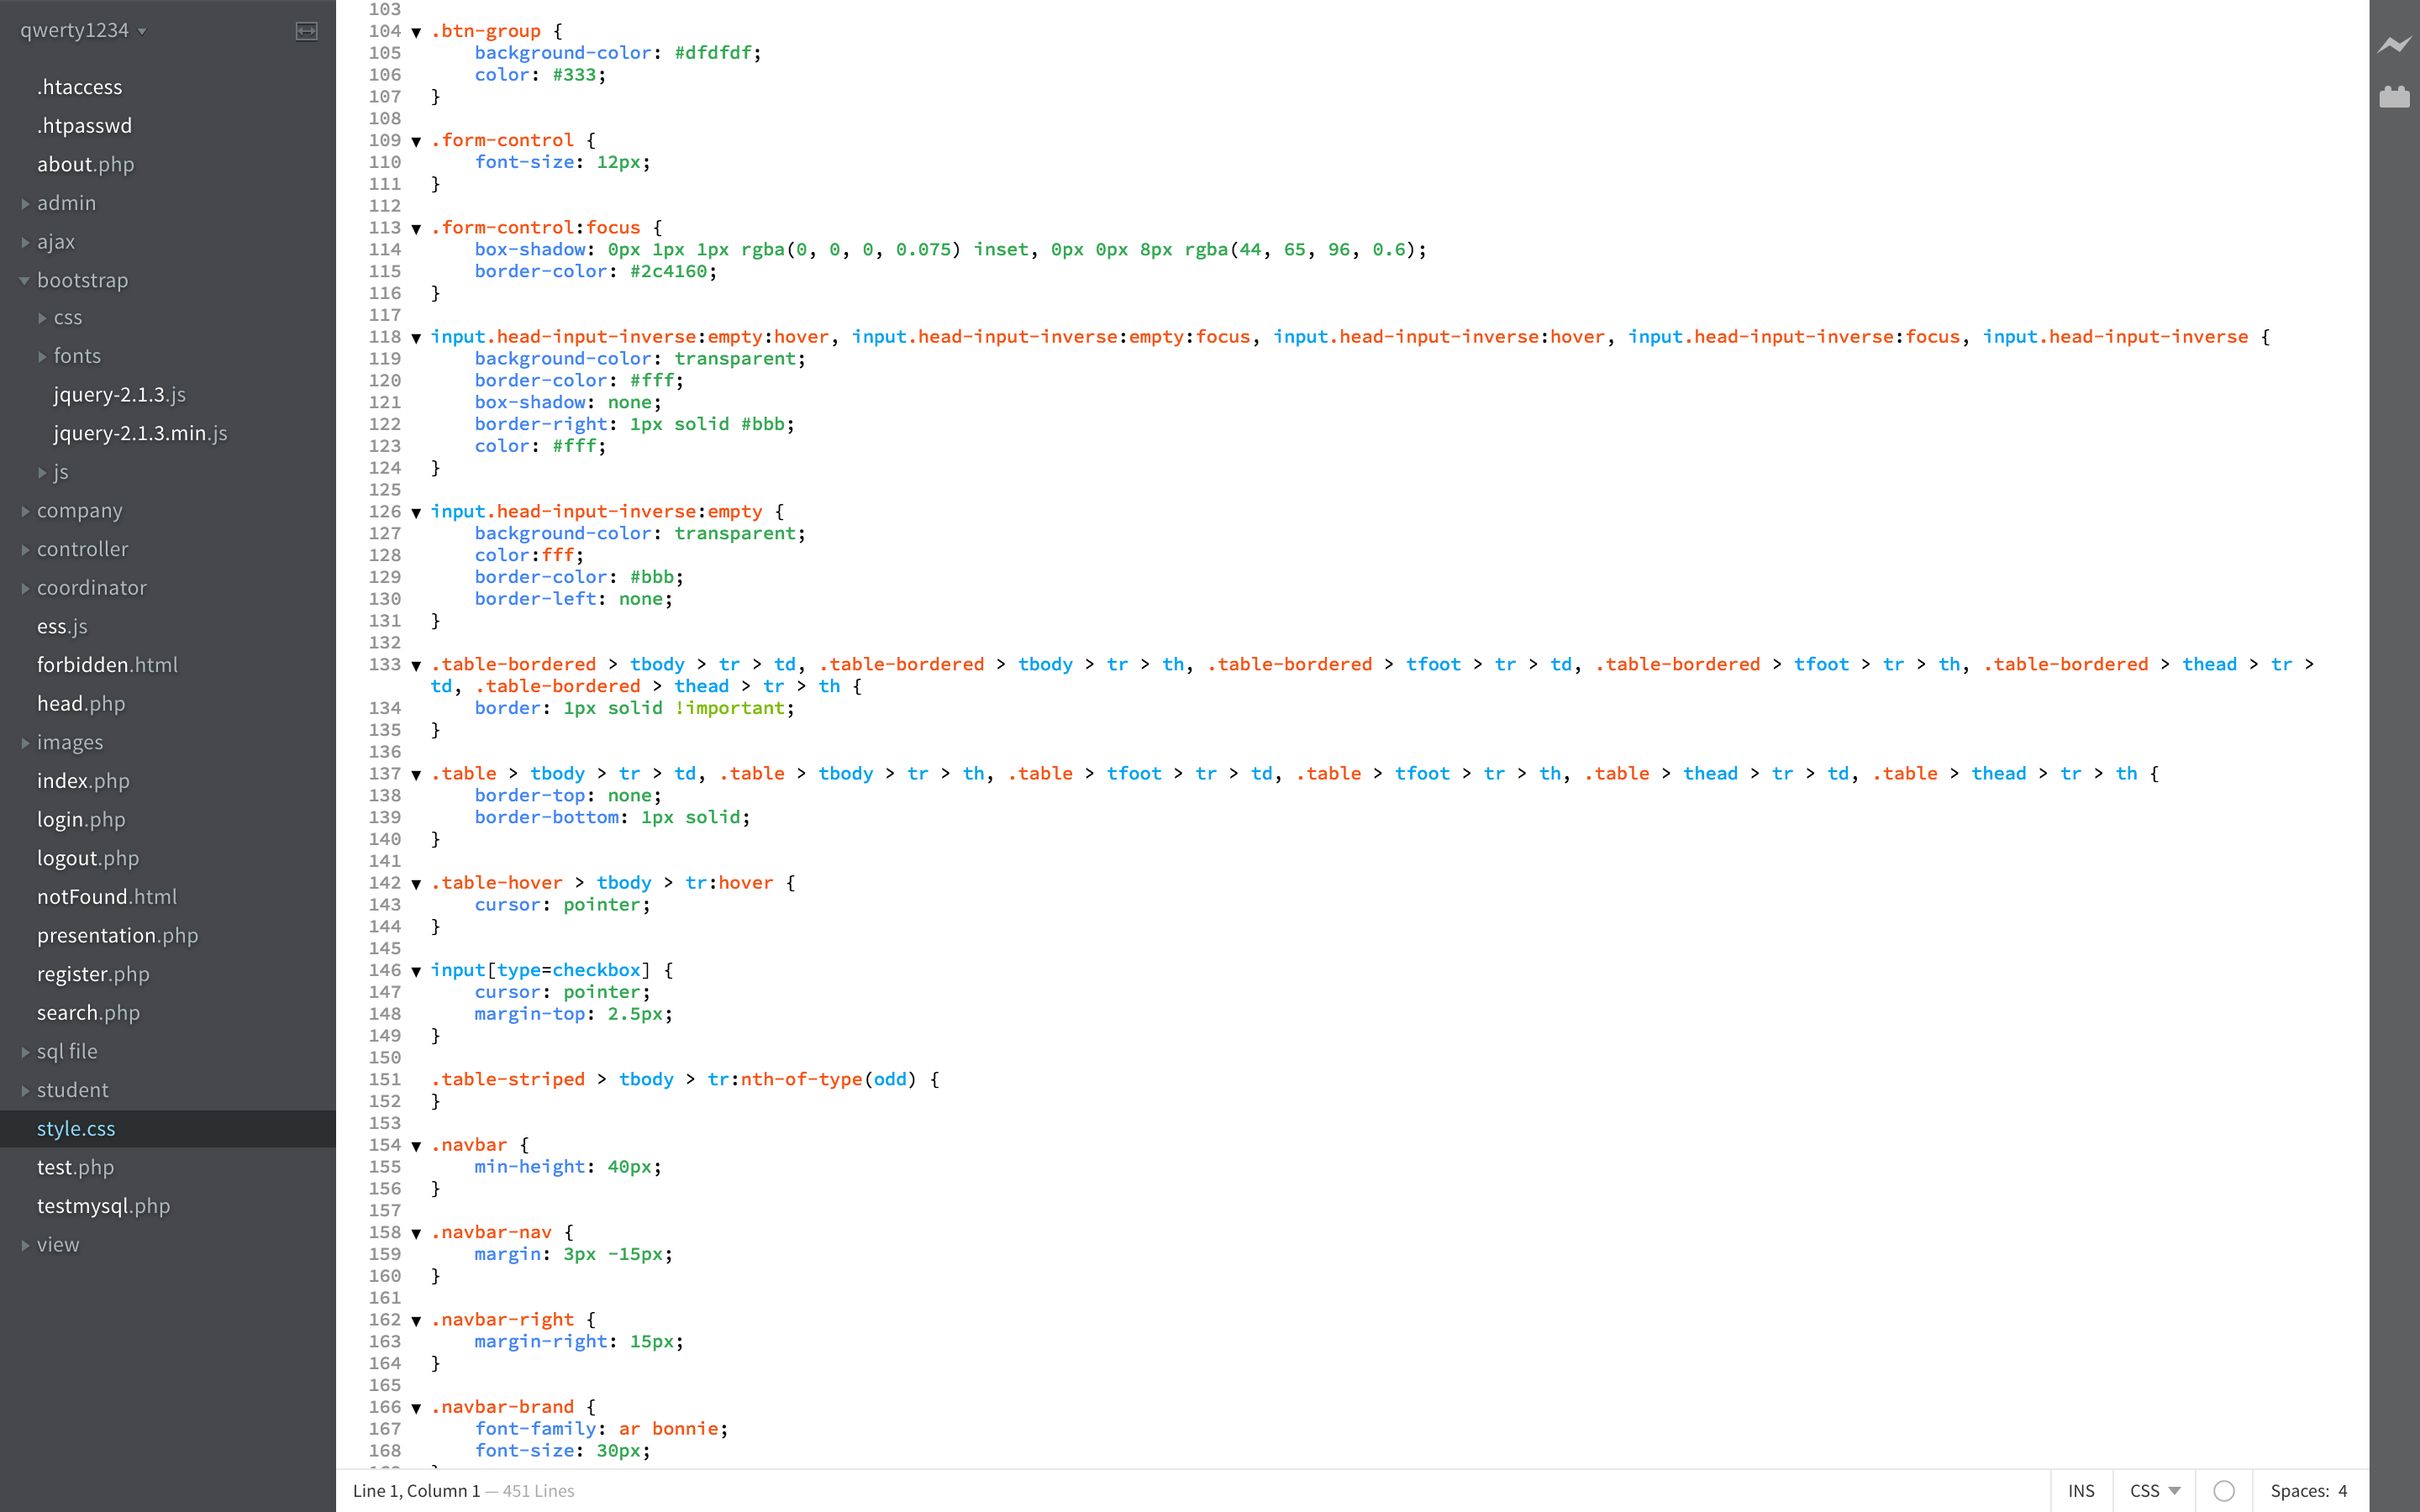 qwerty1234
.htaccess
.htpasswd
about.php
admin
ajax
bootstrap
css
fonts
jquery-2.1.3.js
jquery-2.1.3.min.js
js
company
controller
coordinator
ess.js
forbidden.html
head.php
images
index.php
login.php
logout.php
notFound.html
presentation.php
register.php
search.php
sql file
student
style.css
test.php
testmysql.php
view
103
104 .btn-group {
105     background-color: #dfdfdf;
106     color: #333;
107 }
108
109 .form-control {
110     font-size: 12px;
111 }
112
113 .form-control:focus {
114     box-shadow: 0px 1px 1px rgba(0, 0, 0, 0.075) inset, 0px 0px 8px rgba(44, 65, 96, 0.6);
115     border-color: #2c4160;
116 }
117
118 input.head-input-inverse:empty:hover, input.head-input-inverse:empty:focus, input.head-input-inverse:hover, input.head-input-inverse:focus, input.head-input-inverse {
119     background-color: transparent;
120     border-color: #fff;
121     box-shadow: none;
122     border-right: 1px solid #bbb;
123     color: #fff;
124 }
125
126 input.head-input-inverse:empty {
127     background-color: transparent;
128     color:fff;
129     border-color: #bbb;
130     border-left: none;
131 }
132
133 .table-bordered > tbody > tr > td, .table-bordered > tbody > tr > th, .table-bordered > tfoot > tr > td, .table-bordered > tfoot > tr > th, .table-bordered > thead > tr >
td, .table-bordered > thead > tr > th {
134     border: 1px solid !important;
135 }
136
137 .table > tbody > tr > td, .table > tbody > tr > th, .table > tfoot > tr > td, .table > tfoot > tr > th, .table > thead > tr > td, .table > thead > tr > th {
138     border-top: none;
139     border-bottom: 1px solid;
140 }
141
142 .table-hover > tbody > tr:hover {
143     cursor: pointer;
144 }
145
146 input[type=checkbox] {
147     cursor: pointer;
148     margin-top: 2.5px;
149 }
150
151 .table-striped > tbody > tr:nth-of-type(odd) {
152 }
153
154 .navbar {
155     min-height: 40px;
156 }
157
158 .navbar-nav {
159     margin: 3px -15px;
160 }
161
162 .navbar-right {
163     margin-right: 15px;
164 }
165
166 .navbar-brand {
167     font-family: ar bonnie;
168     font-size: 30px;
Line 1, Column 1 — 451 Lines
INS
CSS
Spaces: 4